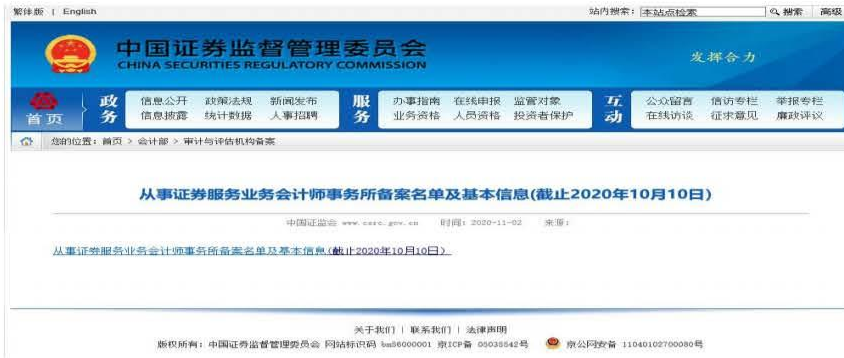 繁体版 | English 站内搜索: 本站点检索 搜索 高级
中国证券监督管理委员会
CHINA SECURITIES REGULATORY COMMISSION
发挥合力
首页
政务
信息公开 政策法规 新闻发布
信息披露 统计数据 人事招聘
服务
办事指南 在线申报 监管对象
业务资格 人员资格 投资者保护
互动
公众留言 信访专栏 举报专栏
在线访谈 征求意见 廉政评议
您的位置: 首页 > 会计部 > 审计与评估机构备案
从事证券服务业务会计师事务所备案名单及基本信息(截止2020年10月10日)
中国证监会 www.csrc.gov.cn 时间: 2020-11-02 来源:
从事证券服务业务会计师事务所备案名单及基本信息(截止2020年10月10日)
关于我们 | 联系我们 | 法律声明
版权所有: 中国证券监督管理委员会 网站标识码 bm56000001 京ICP备 05035542号 京公网安备 11040102700080号